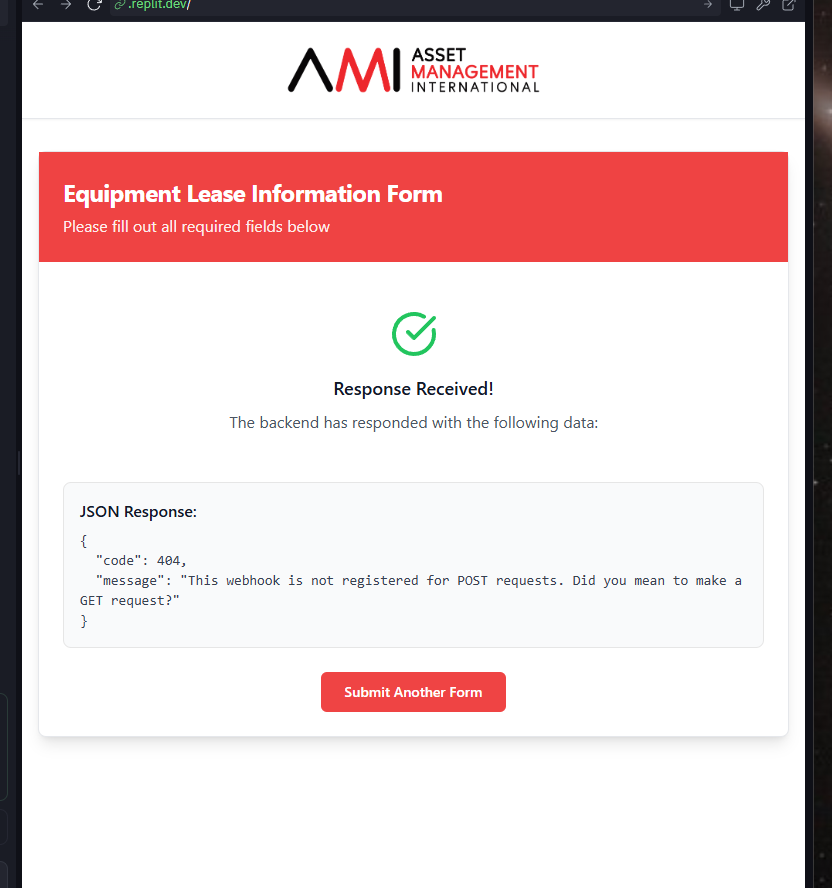 .replit.dev/
AMI
ASSET
MANAGEMENT
INTERNATIONAL
Equipment Lease Information Form
Please fill out all required fields below
Response Received!
The backend has responded with the following data:
JSON Response:
{
"code": 404,
"message": "This webhook is not registered for POST requests. Did you mean to make a
GET request?"
}
Submit Another Form